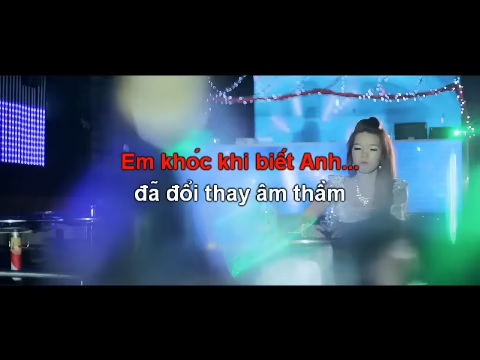 Em khóc khi biết Anh...
đã đổi thay âm thầm